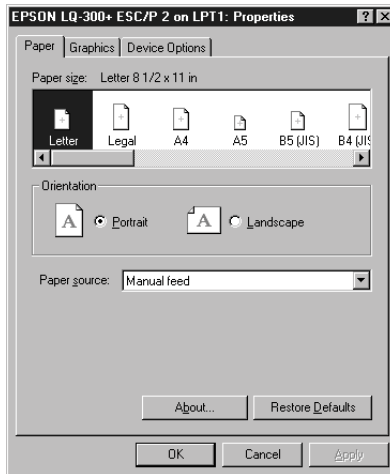 EPSON LQ-300+ ESC/P 2 on LPT1: Properties
Paper Graphics Device Options
Paper size: Letter 8 1/2 x 11 in
Letter Legal A4 A5 B5 (JIS) B4 (JIS
Orientation
A Portrait A Landscape
Paper source: Manual feed
About... Restore Defaults
OK Cancel Apply